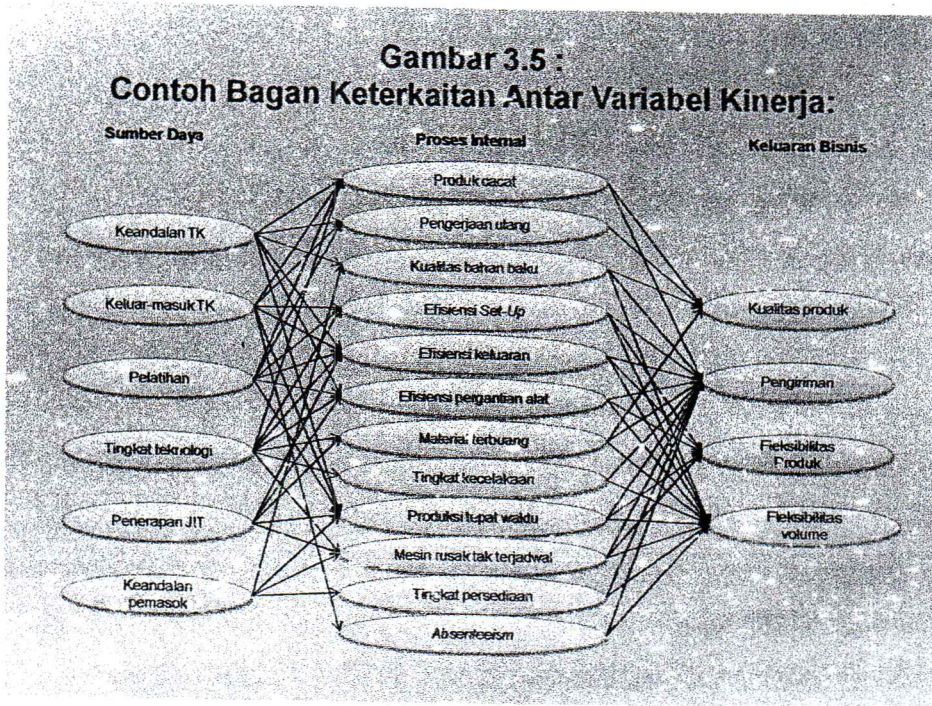 Gambar 3.5 :
Contoh Bagan Keterkaitan Antar Variabel Kinerja:
Sumber Daya
Proses Internal
Keluaran Bisnis
Keandalan TK
Keluar-masuk TK
Pelatihan
Tingkat teknologi
Penerapan JIT
Keandalan
pemasok
Produk cacat
Pengerjaan ulang
Kualitas bahan baku
Efisiensi Set-Up
Efisiensi keluaran
Efisiensi pergantian alat
Material terbuang
Tingkat kecelakaan
Produksi tepat waktu
Mesin rusak tak terjadwal
Tingkat persediaan
Absenteeism
Kualitas produk
Pengiriman
Fleksibilitas
Produk
Fleksibilitas
volume